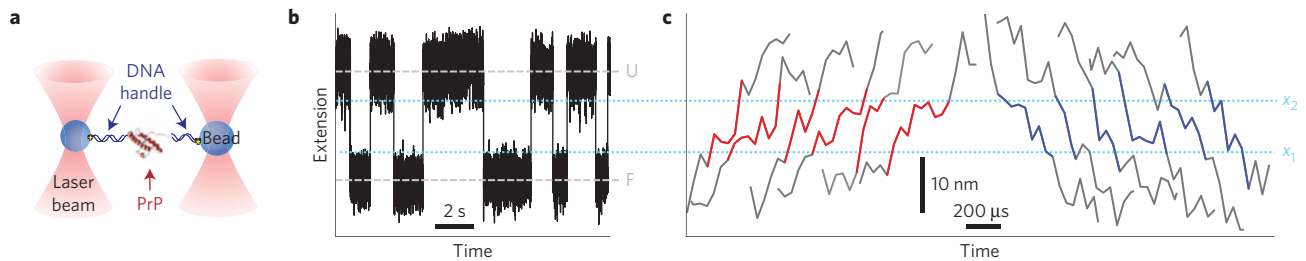 a
DNA
handle
Bead
Laser
beam
PrP
b
Extension
U
F
2 s
Time
c
x₂
x₁
10 nm
200 μs
Time